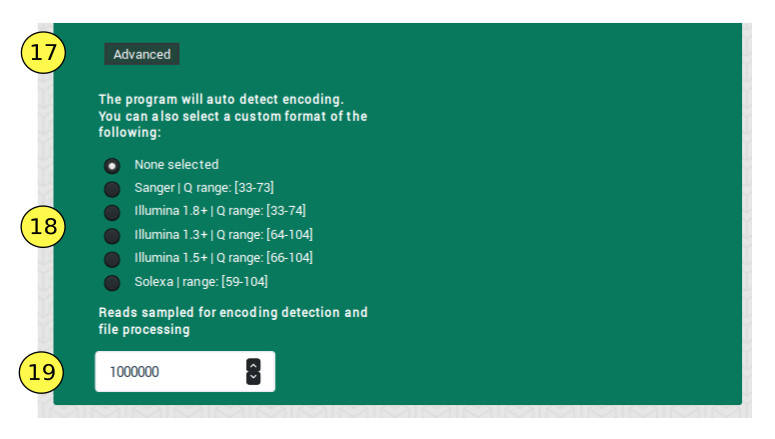 17
Advanced
The program will auto detect encoding.
You can also select a custom format of the
following:
None selected
Sanger | Q range: [33-73]
18
Illumina 1.8+ | Q range: [33-74]
Illumina 1.3+ | Q range: [64-104]
Illumina 1.5+ | Q range: [66-104]
Solexa | range: [59-104]
Reads sampled for encoding detection and
file processing
19
1000000